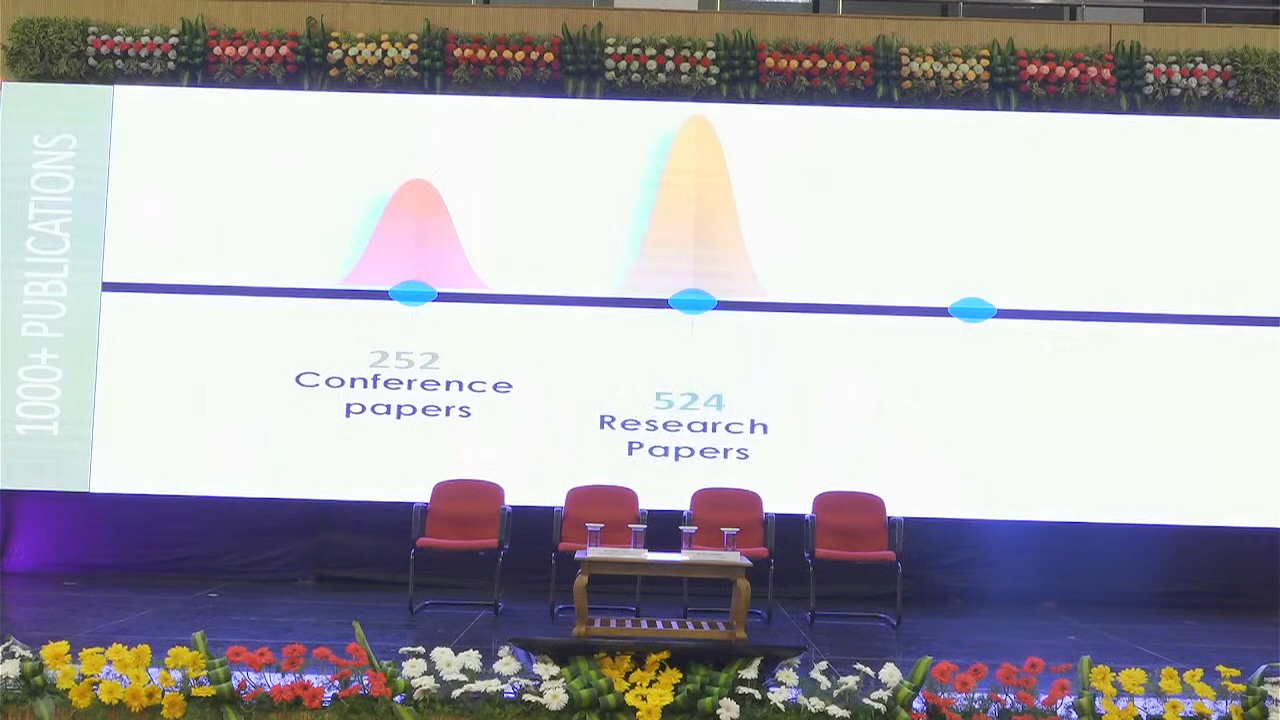 1000+ PUBLICATIONS
252
Conference
papers
524
Research
Papers